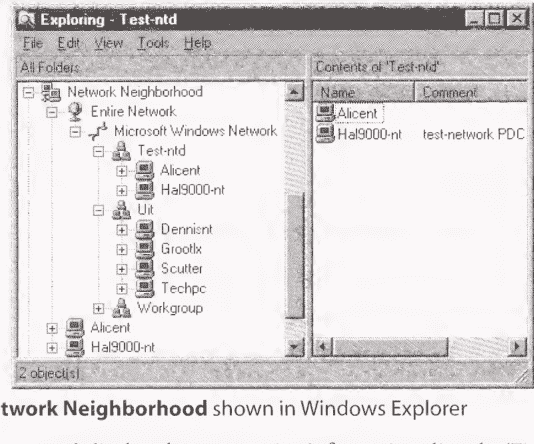 Exploring - Test-ntd
File Edit View Tools Help
All Folders
Contents of 'Test-ntd'
Network Neighborhood
Entire Network
Microsoft Windows Network
Test-ntd
Alicent
Hal9000-nt
Uit
Dennisnt
Grootlx
Scutter
Techpc
Workgroup
Alicent
Hal9000-nt
Name Comment
Alicent
Hal9000-nt test-network PDC
2 object(s)
twork Neighborhood shown in Windows Explorer